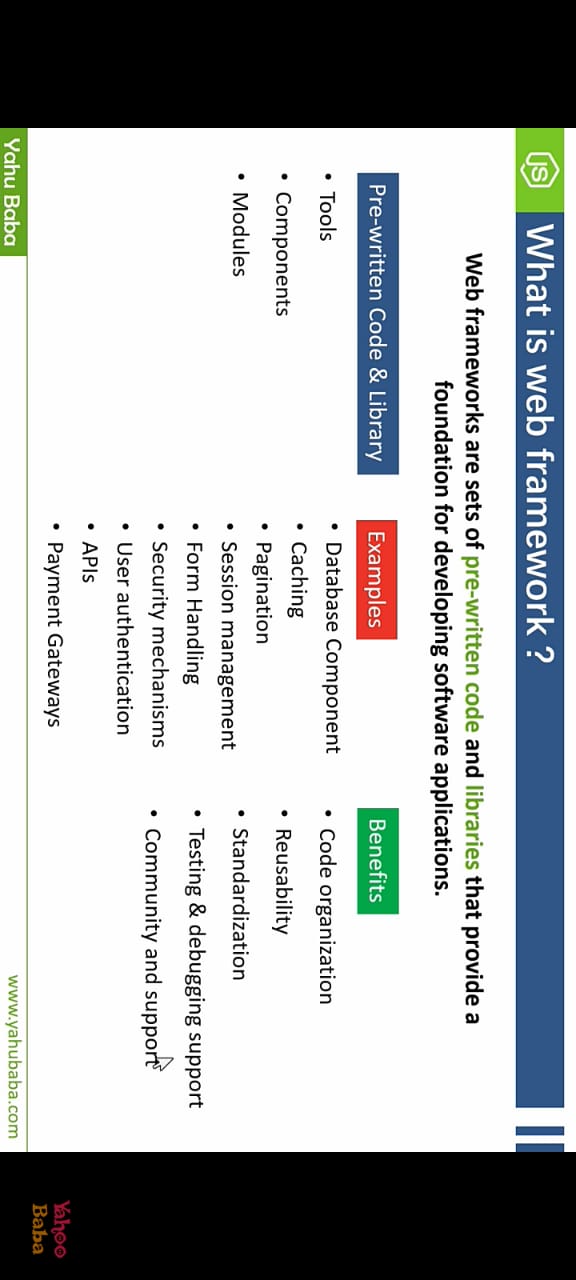 JS
What is web framework ?
Web frameworks are sets of pre-written code and libraries that provide a
foundation for developing software applications.
Pre-written Code & Library
• Tools
• Components
• Modules
Examples
• Database Component
• Caching
• Pagination
• Session management
• Form Handling
• Security mechanisms
• User authentication
• APIs
• Payment Gateways
Benefits
• Code organization
• Reusability
• Standardization
• Testing & debugging support
• Community and support
Yahu Baba
www.yahubaba.com
Yahoo
Baba